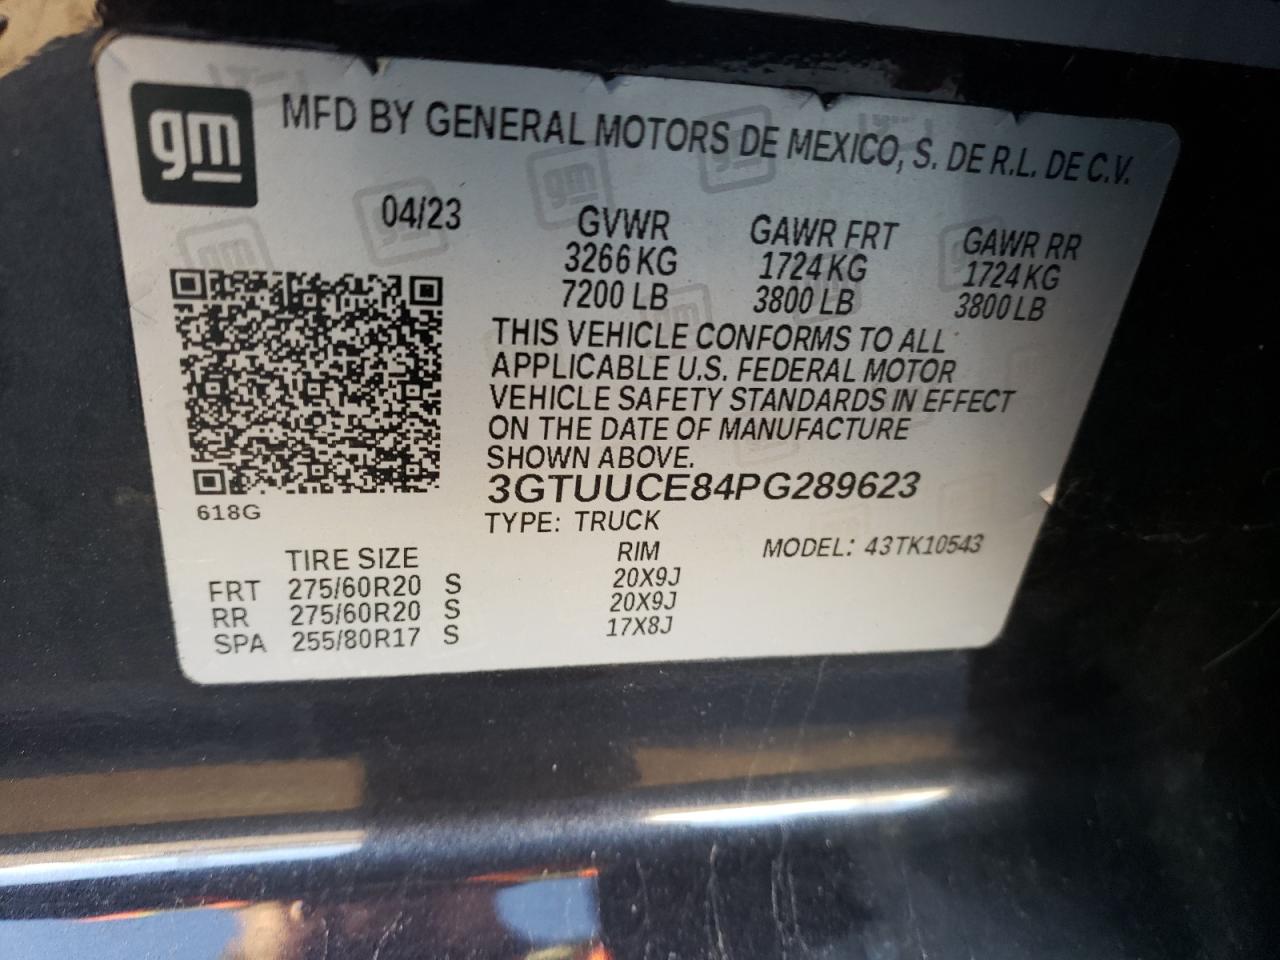 gm
MFD BY GENERAL MOTORS DE MEXICO, S. DE R.L. DE C.V.
04/23 GVWR GAWR FRT GAWR RR
3266 KG 1724 KG 1724 KG
7200 LB 3800 LB 3800 LB
THIS VEHICLE CONFORMS TO ALL
APPLICABLE U.S. FEDERAL MOTOR
VEHICLE SAFETY STANDARDS IN EFFECT
ON THE DATE OF MANUFACTURE
SHOWN ABOVE.
3GTUUCE84PG289623
618G
TYPE: TRUCK
MODEL: 43TK10543
TIRE SIZE RIM
FRT 275/60R20 S 20X9J
RR 275/60R20 S 20X9J
SPA 255/80R17 S 17X8J